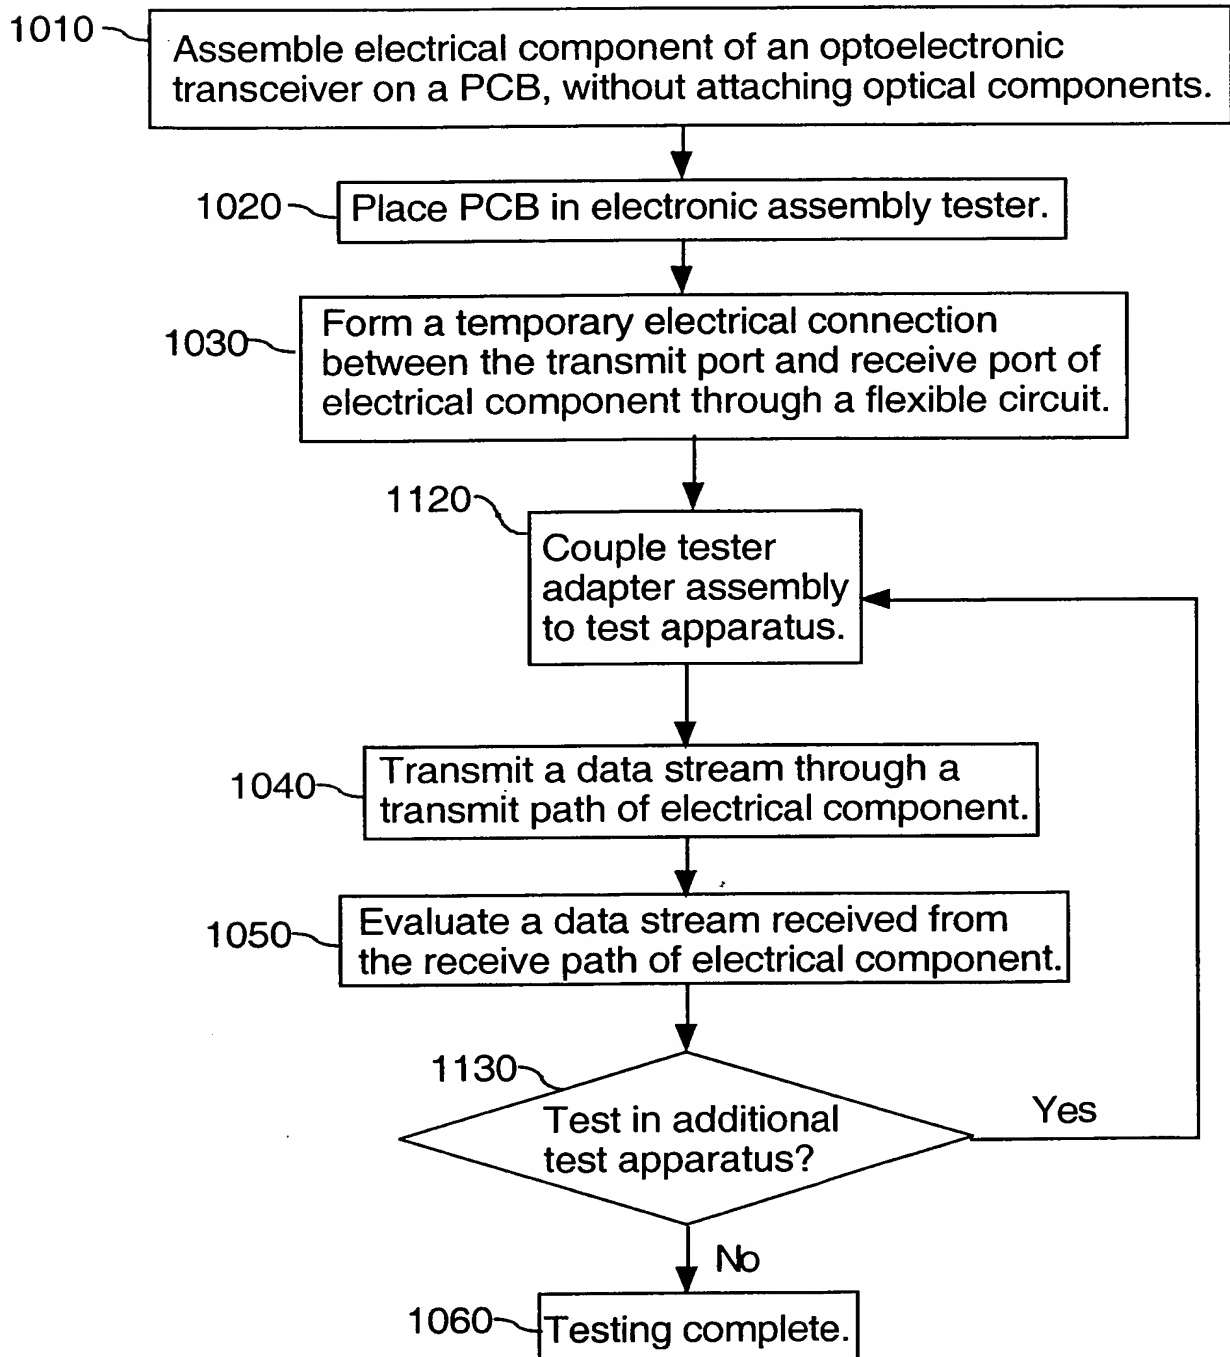 1010
Assemble electrical component of an optoelectronic
transceiver on a PCB, without attaching optical components.
1020
Place PCB in electronic assembly tester.
1030
Form a temporary electrical connection
between the transmit port and receive port of
electrical component through a flexible circuit.
1120
Couple tester
adapter assembly
to test apparatus.
1040
Transmit a data stream through a
transmit path of electrical component.
1050
Evaluate a data stream received from
the receive path of electrical component.
1130
Test in additional
test apparatus?
Yes
No
1060
Testing complete.